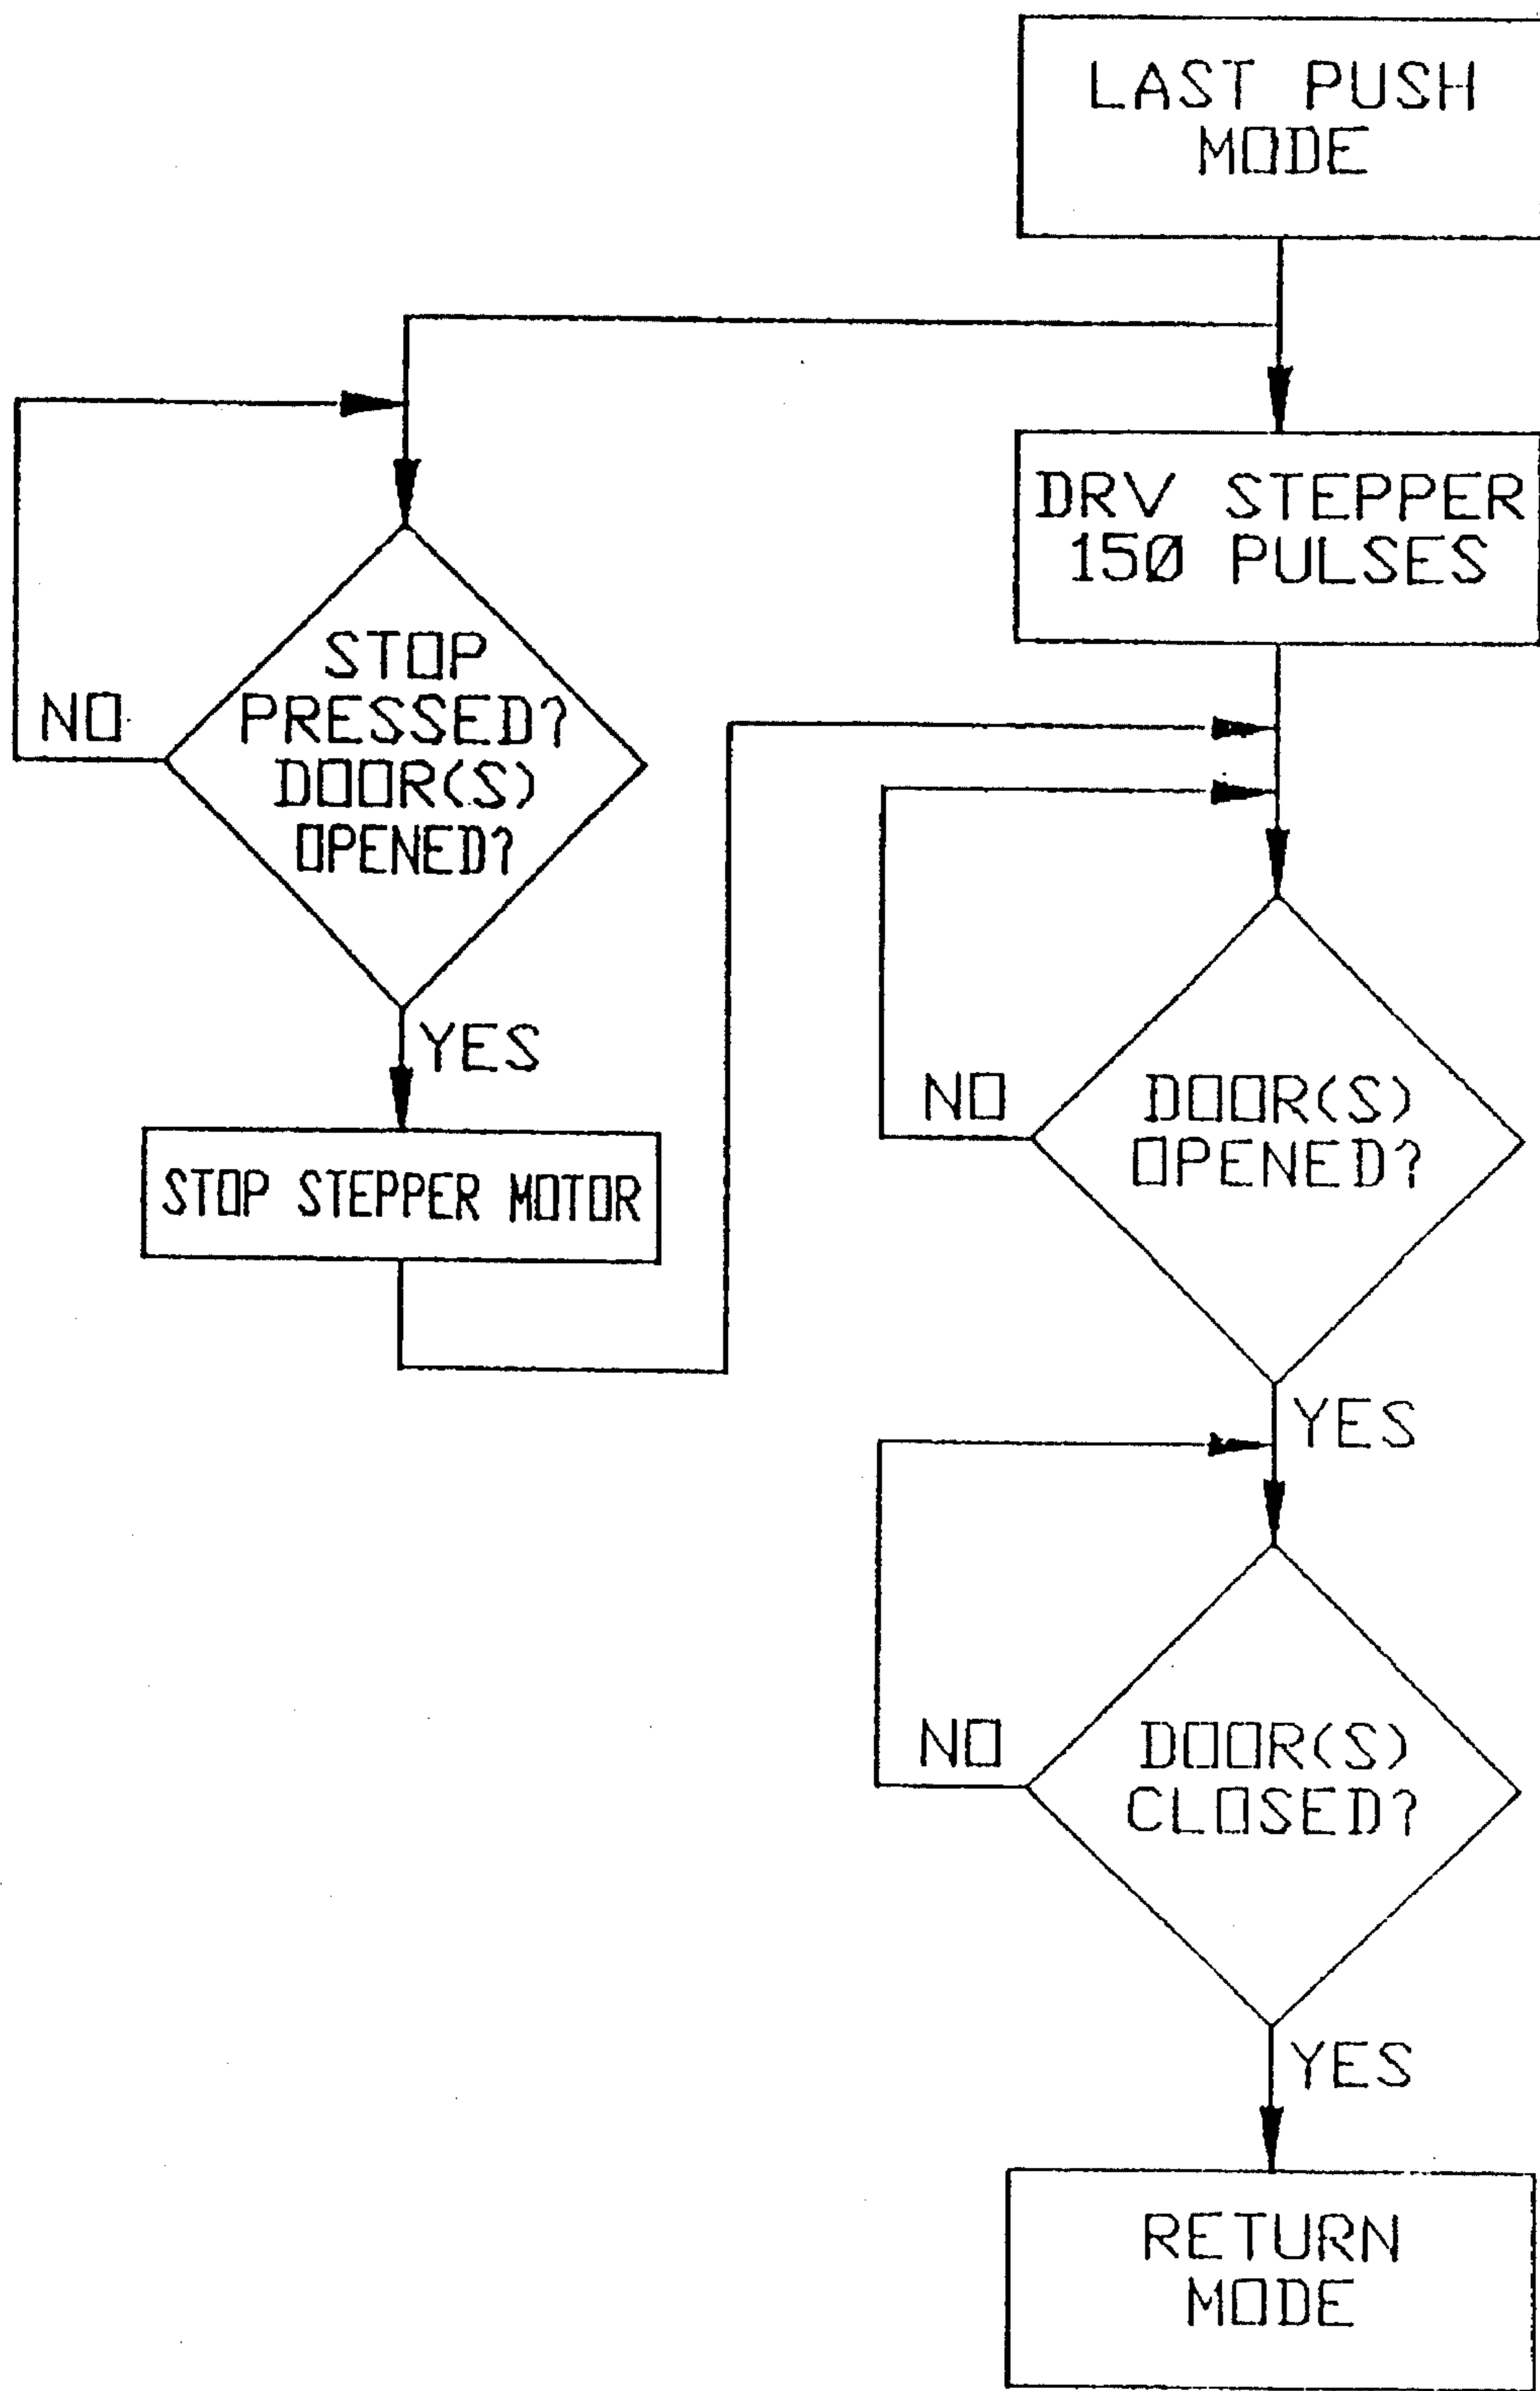 LAST PUSH
MODE
DRV STEPPER
150 PULSES
STOP
PRESSED?
DOOR(S)
OPENED?
NO
YES
STOP STEPPER MOTOR
DOOR(S)
OPENED?
NO
YES
DOOR(S)
CLOSED?
NO
YES
RETURN
MODE